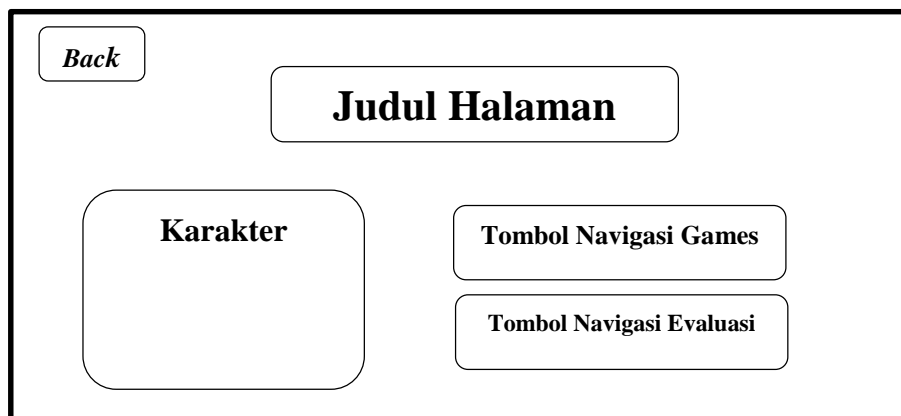 Back
Judul Halaman
Karakter
Tombol Navigasi Games
Tombol Navigasi Evaluasi